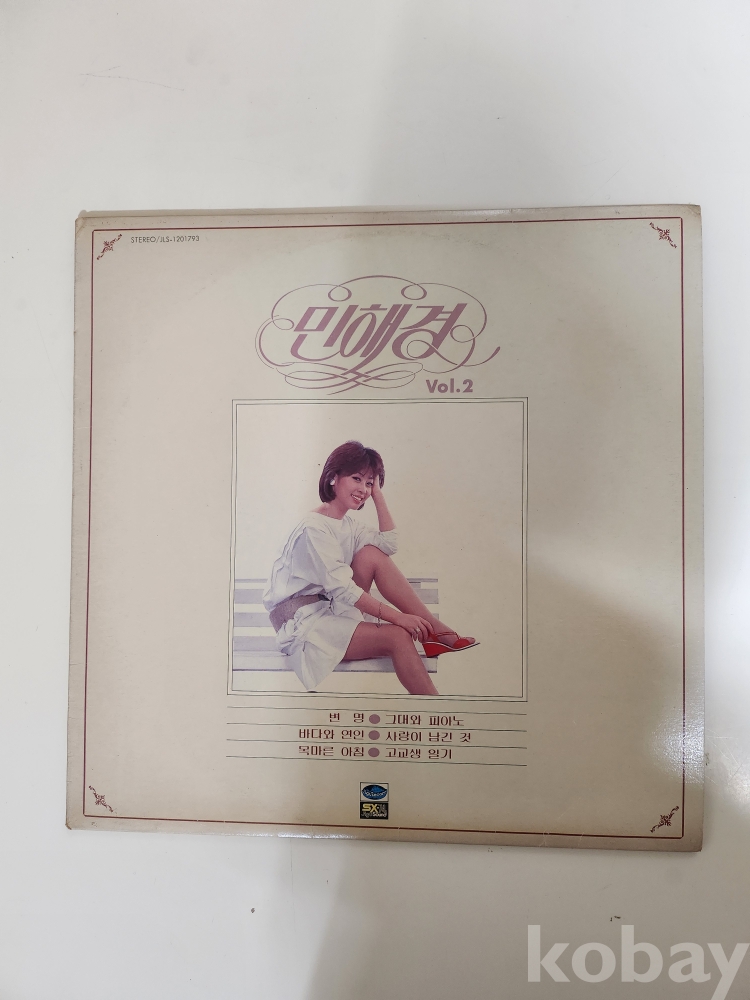 STEREO/JLS-1201793
민해경
Vol.2
변 명 ● 그대와 피아노
바다와 연인 ● 사랑이 남긴 것
목마른 아침 ● 고교생 일기
SX
kobay